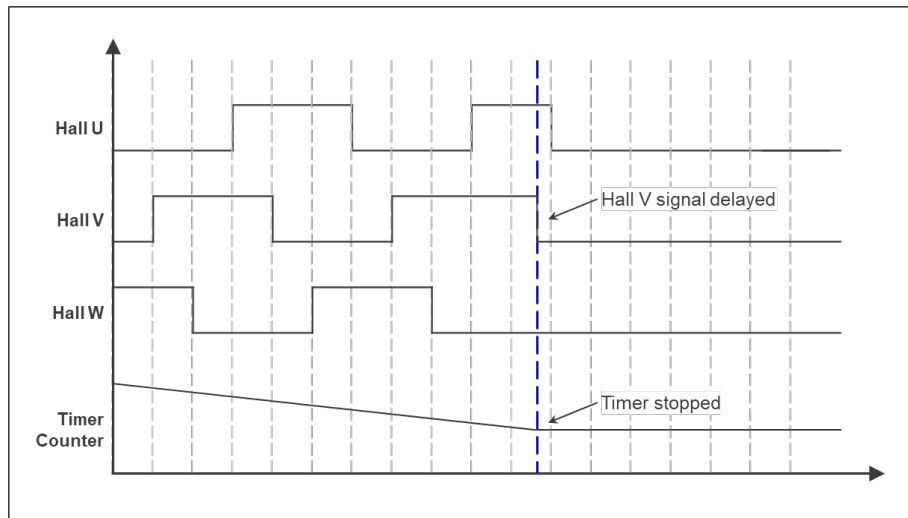 Hall U
Hall V
Hall V signal delayed
Hall W
Timer stopped
Timer
Counter